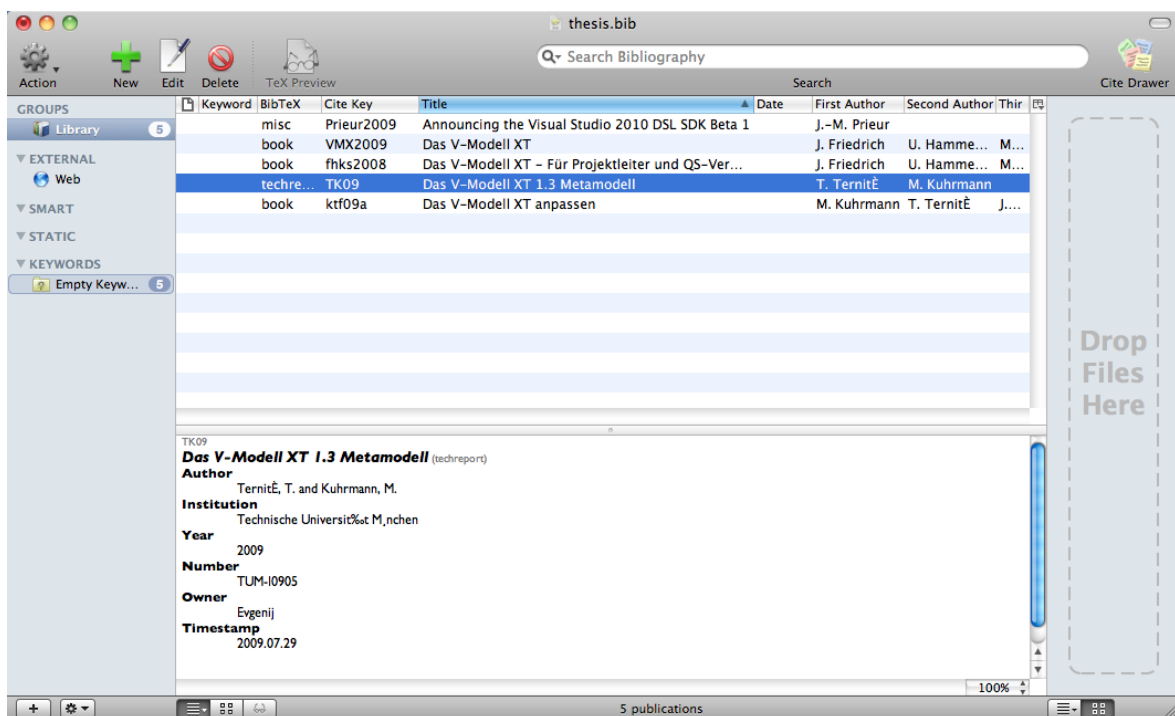 thesis.bib
Search Bibliography
Action New Edit Delete TeX Preview Search Cite Drawer
GROUPS
Library 5
EXTERNAL
Web
SMART
STATIC
KEYWORDS
Empty Keyw... 5
Keyword BibTeX Cite Key Title Date First Author Second Author Thir
misc Prieur2009 Announcing the Visual Studio 2010 DSL SDK Beta 1 J.-M. Prieur
book VMX2009 Das V-Modell XT J. Friedrich U. Hamme... M...
book fhks2008 Das V-Modell XT – Für Projektleiter und QS-Ver... J. Friedrich U. Hamme... M...
techre... TK09 Das V-Modell XT 1.3 Metamodell T. TernitÈ M. Kuhrmann
book ktf09a Das V-Modell XT anpassen M. Kuhrmann T. TernitÈ J....
TK09
Das V-Modell XT 1.3 Metamodell (techreport)
Author
TernitÈ, T. and Kuhrmann, M.
Institution
Technische Universit‰t M¸nchen
Year
2009
Number
TUM-I0905
Owner
Evgenij
Timestamp
2009.07.29
Drop
Files
Here
100%
5 publications